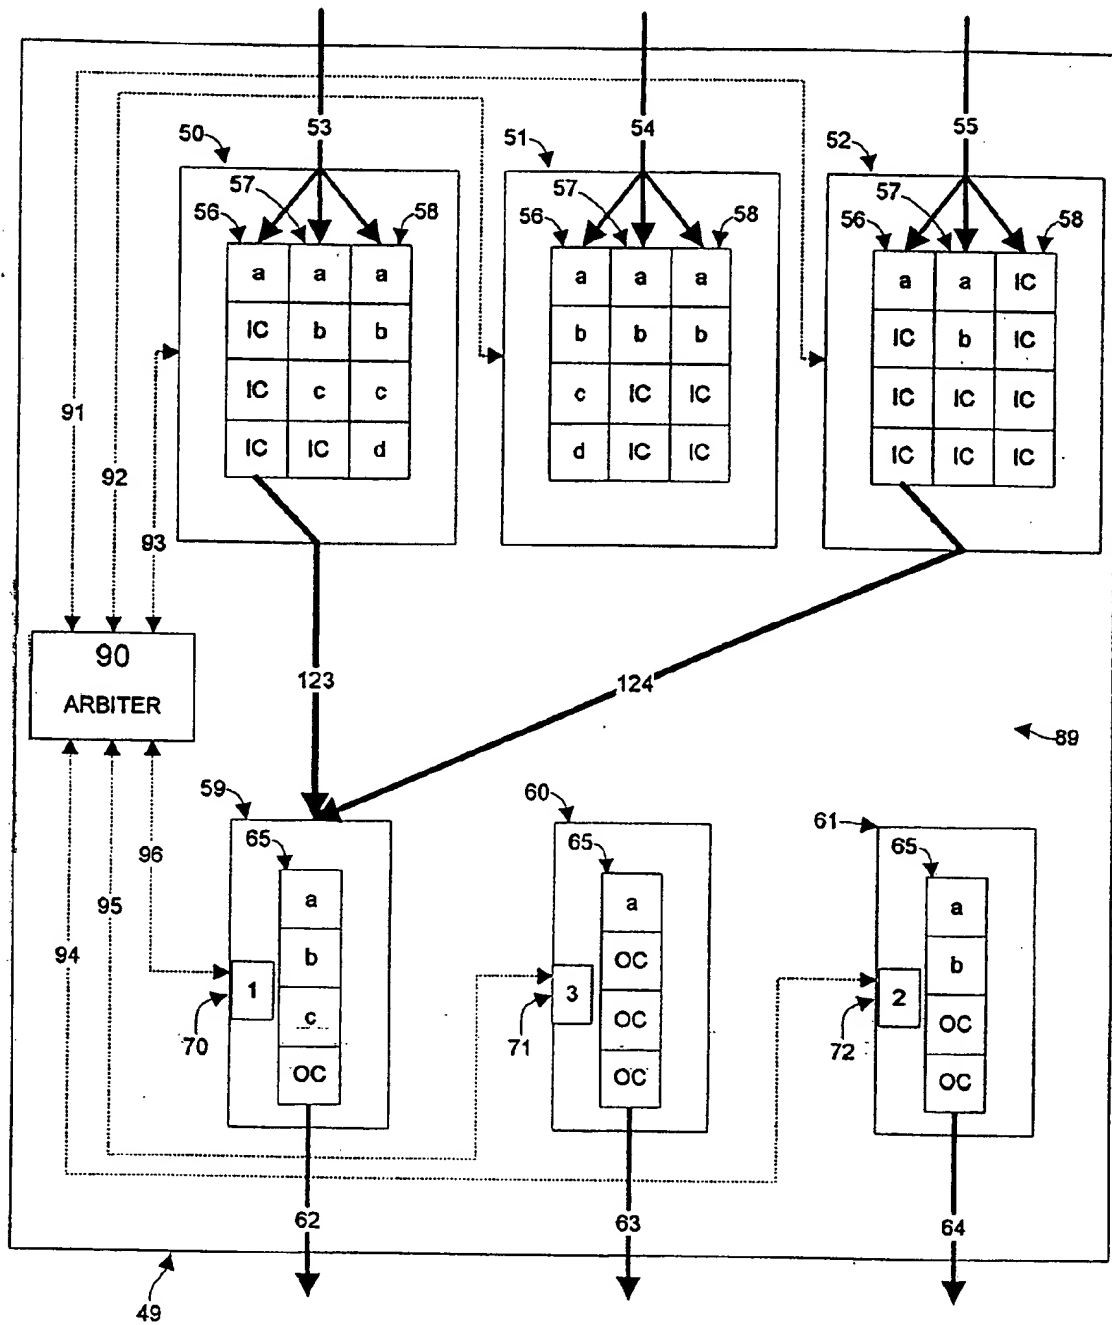 53 54 55
50 51 52
57 57 57
56 58 56 58 56 58
a a a a a a a a IC
IC b b b b b IC b IC
IC c c c IC IC IC IC IC
IC IC d d IC IC IC IC IC
91
92
93
90
ARBITER
123 124
89
59 60 61
65 65 65
96
95
94
a a a
b OC b
1 3 2
c OC OC
70 71 72
OC OC OC
62 63 64
49